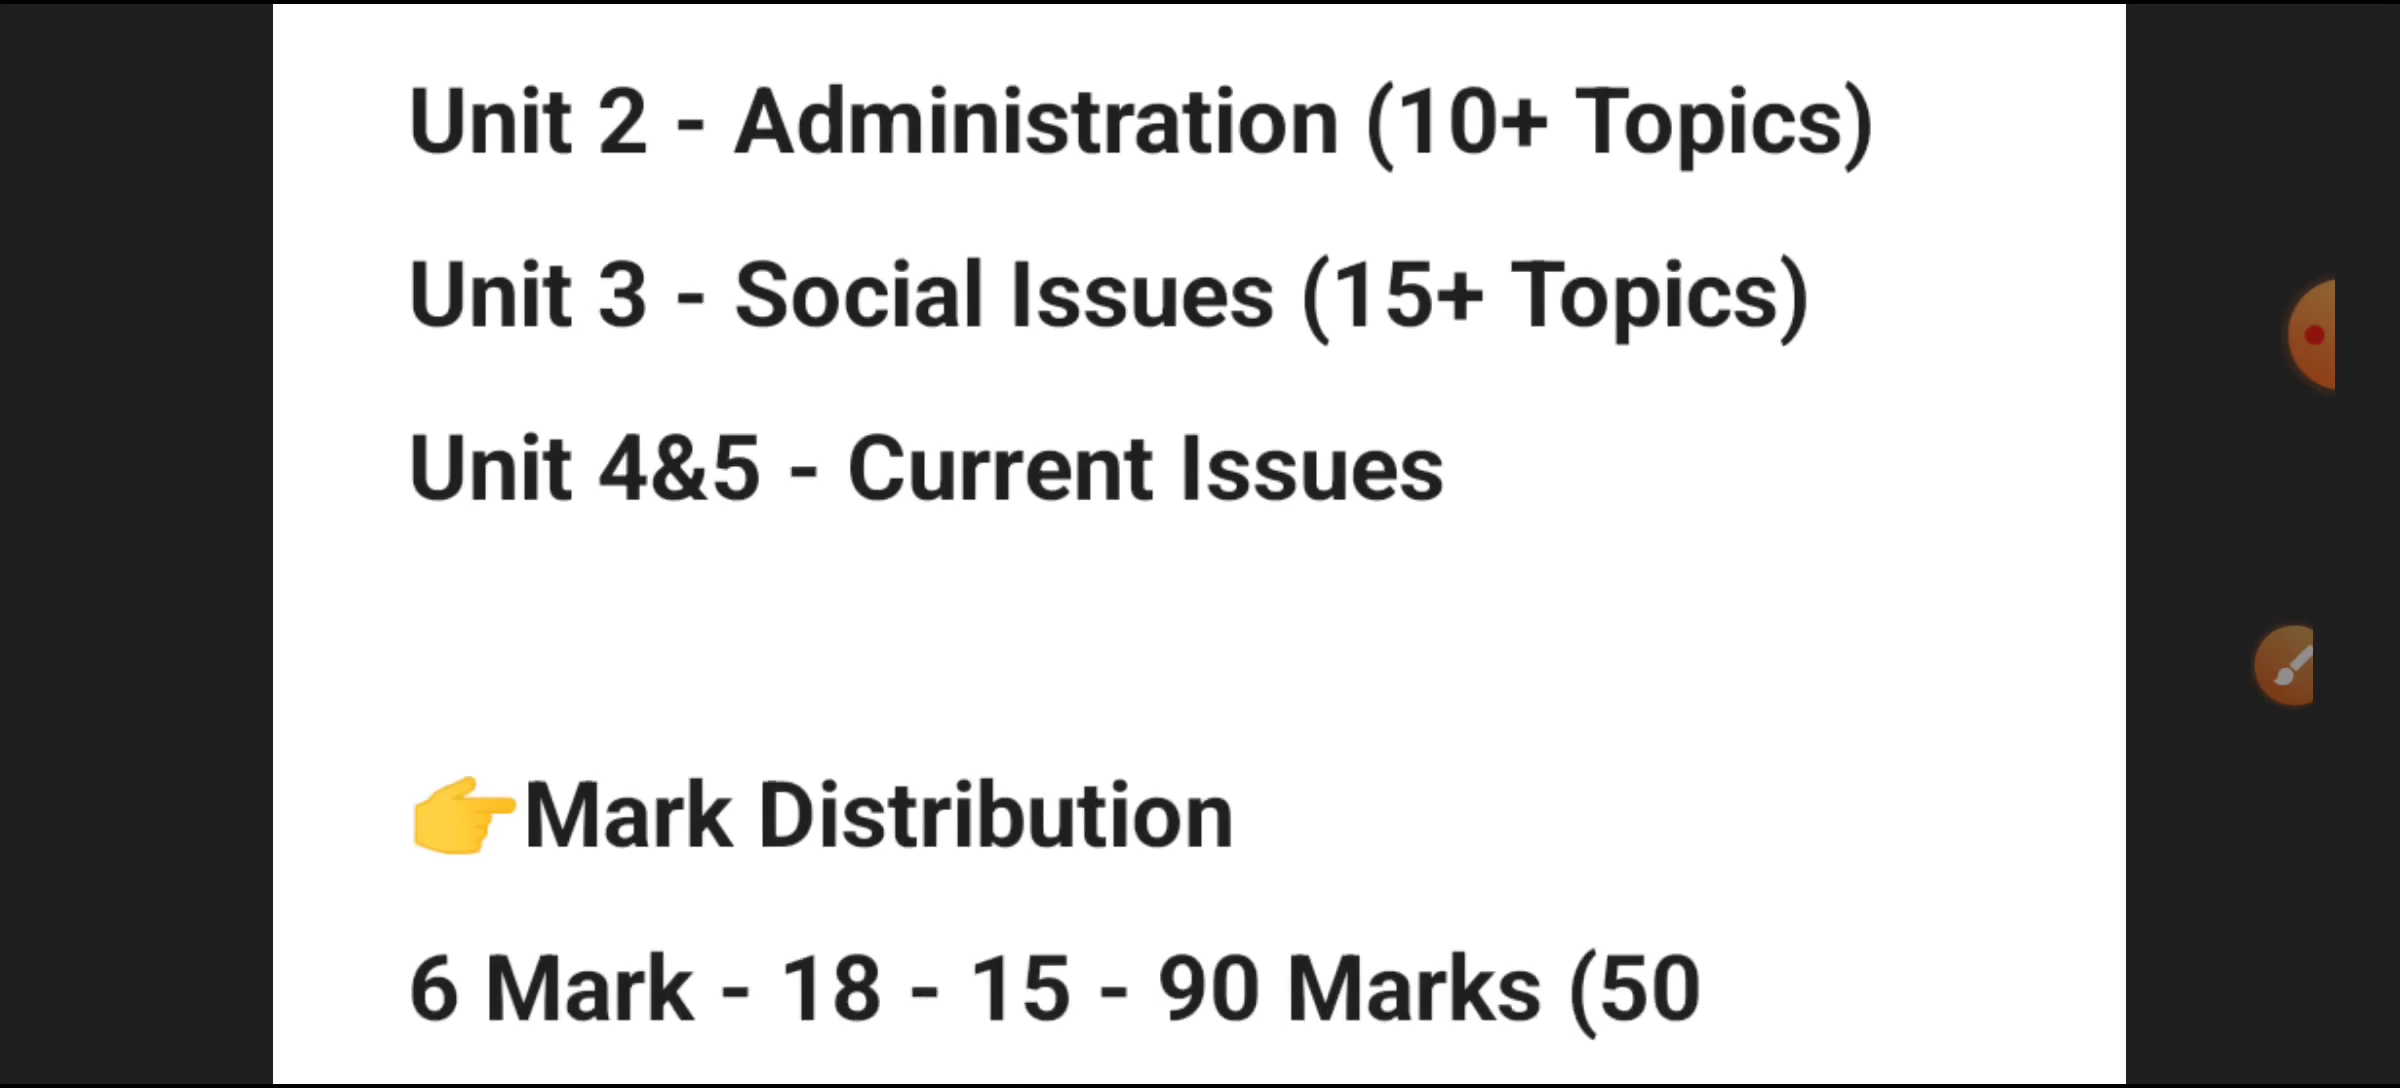 Unit 2 - Administration (10+ Topics)
Unit 3 - Social Issues (15+ Topics)
Unit 4&5 - Current Issues
👉Mark Distribution
6 Mark - 18 - 15 - 90 Marks (50